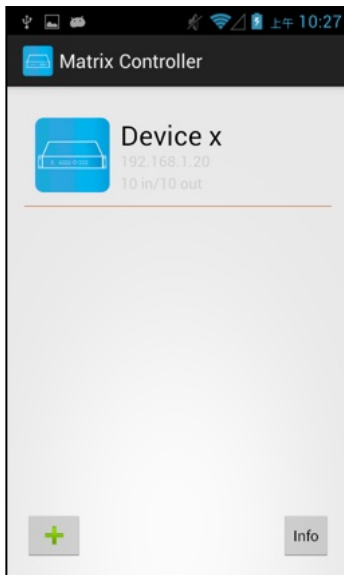 上午 10:27
Matrix Controller
Device x
192.168.1.20
10 in/10 out
Info